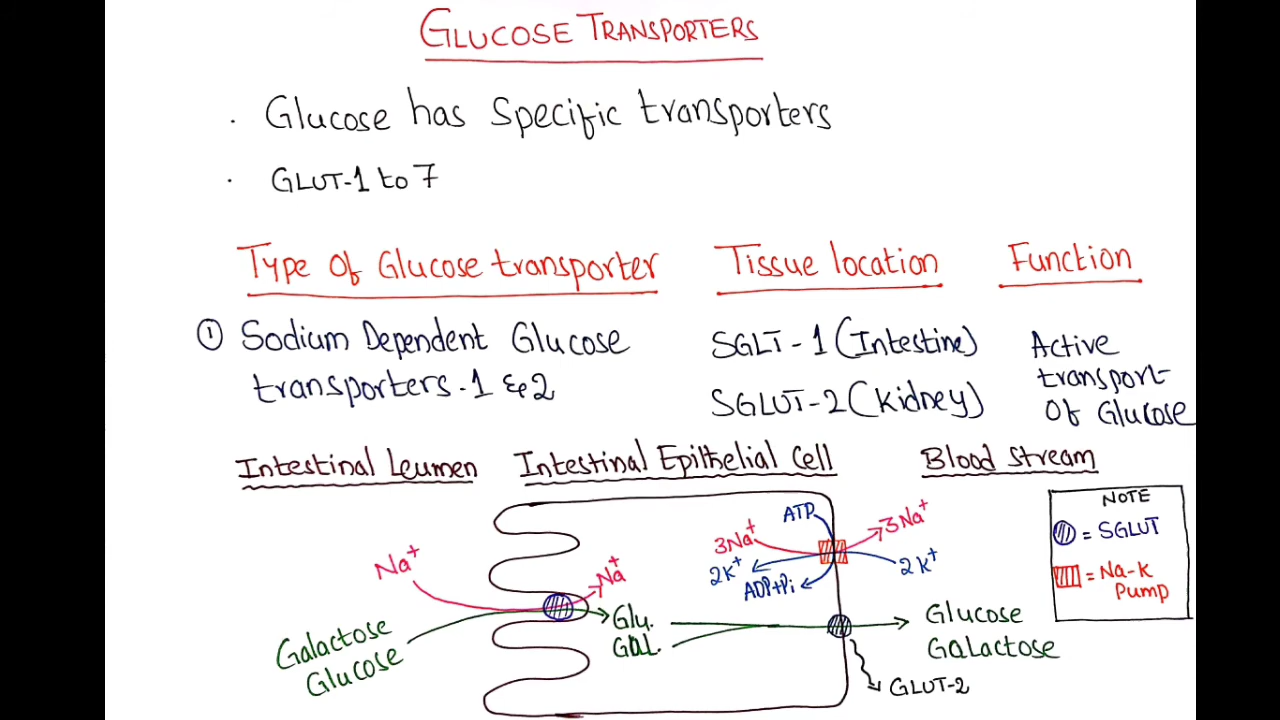 GLUCOSE TRANSPORTERS
· Glucose has specific transporters
· GLUT-1 to 7
Type Of Glucose transporter
Tissue location
Function
① Sodium Dependent Glucose
transporters-1 & 2
SGLT-1 (Intestine)
SGLUT-2 (Kidney)
Active
transport
Of Glucose
Intestinal Leumen
Intestinal Epithelial Cell
Blood Stream
NOTE
= SGLUT
= Na-K
Pump
ATP
3Na+
3Na+
2K+
2K+
ADP+Pi
Na+
Na+
Galactose
Glucose
Glu.
Gal.
Glucose
Galactose
GLUT-2